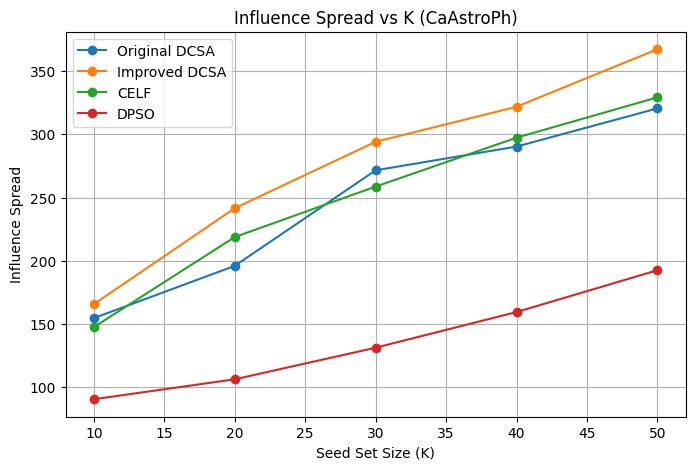 Influence Spread vs K (CaAstroPh)
Original DCSA
Improved DCSA
CELF
DPSO
Influence Spread
350
300
250
200
150
100
10
15
20
25
30
35
40
45
50
Seed Set Size (K)